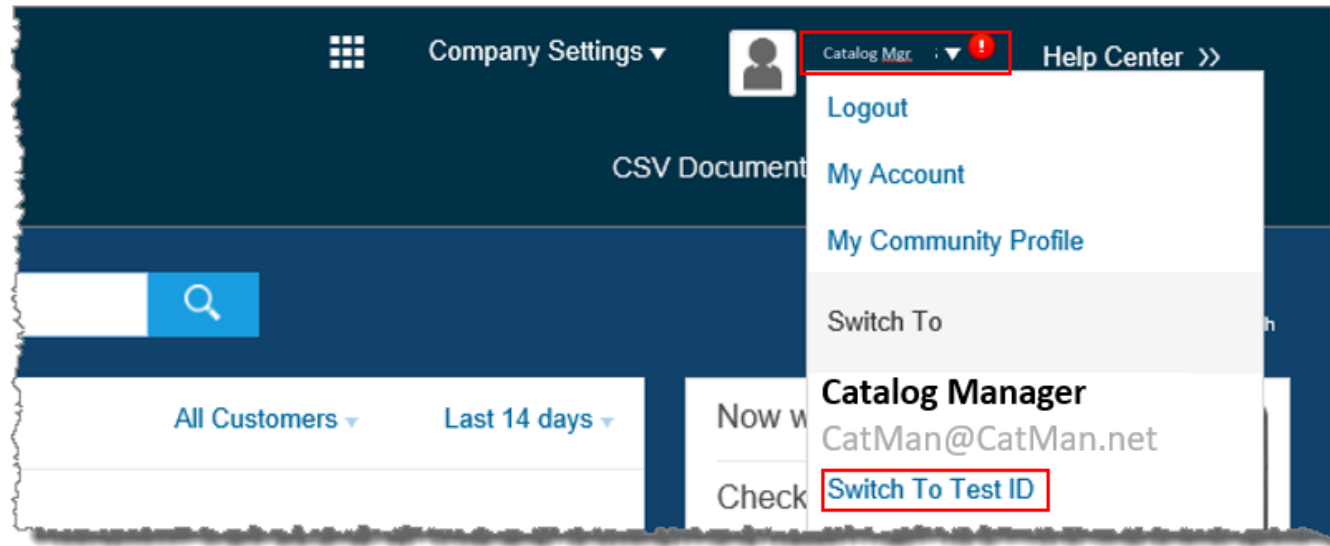 Company Settings
Catalog Mgr.
!
Help Center >>
Logout
CSV Document
My Account
My Community Profile
Switch To
h
Catalog Manager
All Customers
Last 14 days
Now w
CatMan@CatMan.net
Check
Switch To Test ID